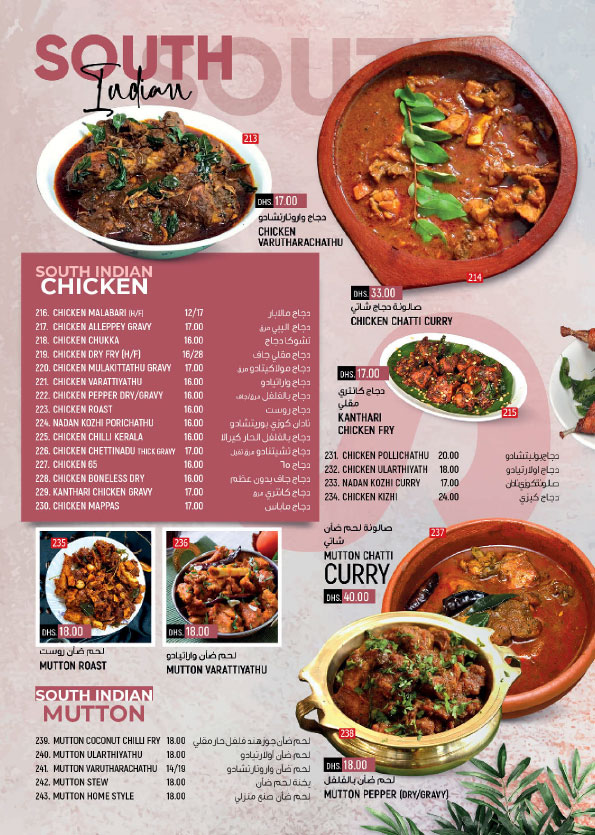 SOUTH
Indian
SOUTH
213
DHS. 17.00
دجاج واروتارتشادو
CHICKEN
VARUTHARACHATHU
214
DHS. 33.00
صالونة دجاج شاتي
CHICKEN CHATTI CURRY
SOUTH INDIAN
CHICKEN
216. CHICKEN MALABARI (H/F) 12/17 دجاج مالابار
217. CHICKEN ALLEPPEY GRAVY 17.00 دجاج اليبي مرق
218. CHICKEN CHUKKA 16.00 تشوكا دجاج
219. CHICKEN DRY FRY (H/F) 16/28 دجاج مقلي جاف
220. CHICKEN MULAKITTATHU GRAVY 17.00 دجاج مولاكيتادو مرق
221. CHICKEN VARATTIYATHU 16.00 دجاج واراتيادو
222. CHICKEN PEPPER DRY/GRAVY 16.00 دجاج بالفلفل مرق/جاف
223. CHICKEN ROAST 16.00 دجاج روست
224. NADAN KOZHI PORICHATHU 16.00 نادان كوزي بوريتشادو
225. CHICKEN CHILLI KERALA 16.00 دجاج بالفلفل الحار كيرالا
226. CHICKEN CHETTINADU THICK GRAVY 17.00 دجاج تشيتنادو مرق ثقيل
227. CHICKEN 65 16.00 دجاج ٦٥
228. CHICKEN BONELESS DRY 16.00 دجاج جاف بدون عظم
229. KANTHARI CHICKEN GRAVY 17.00 دجاج كانتري مرق
230. CHICKEN MAPPAS 17.00 دجاج ماباس
DHS. 17.00
دجاج كانتري
مقلي
KANTHARI
CHICKEN FRY
215
231. CHICKEN POLLICHATHU 20.00 دجاج بوليتشادو
232. CHICKEN ULARTHIYATH 18.00 دجاج اولارتيادو
233. NADAN KOZHI CURRY 17.00 صالونة كوزي نادان
234. CHICKEN KIZHI 24.00 دجاج كيزي
235
DHS. 18.00
لحم ضأن روست
MUTTON ROAST
236
DHS. 18.00
لحم ضأن واراتيادو
MUTTON VARATTIYATHU
صالونة لحم ضأن
شاتي
MUTTON CHATTI
CURRY
DHS. 40.00
237
SOUTH INDIAN
MUTTON
239. MUTTON COCONUT CHILLI FRY 18.00 لحم ضأن جوز هند فلفل حار مقلي
240. MUTTON ULARTHIYATHU 18.00 لحم ضأن اولارتيادو
241. MUTTON VARUTHARACHATHU 14/19 لحم ضأن واروتارتشادو
242. MUTTON STEW 18.00 يخنة لحم ضأن
243. MUTTON HOME STYLE 18.00 لحم ضأن صنع منزلي
238
DHS. 18.00
لحم ضأن بالفلفل
MUTTON PEPPER (DRY/GRAVY)